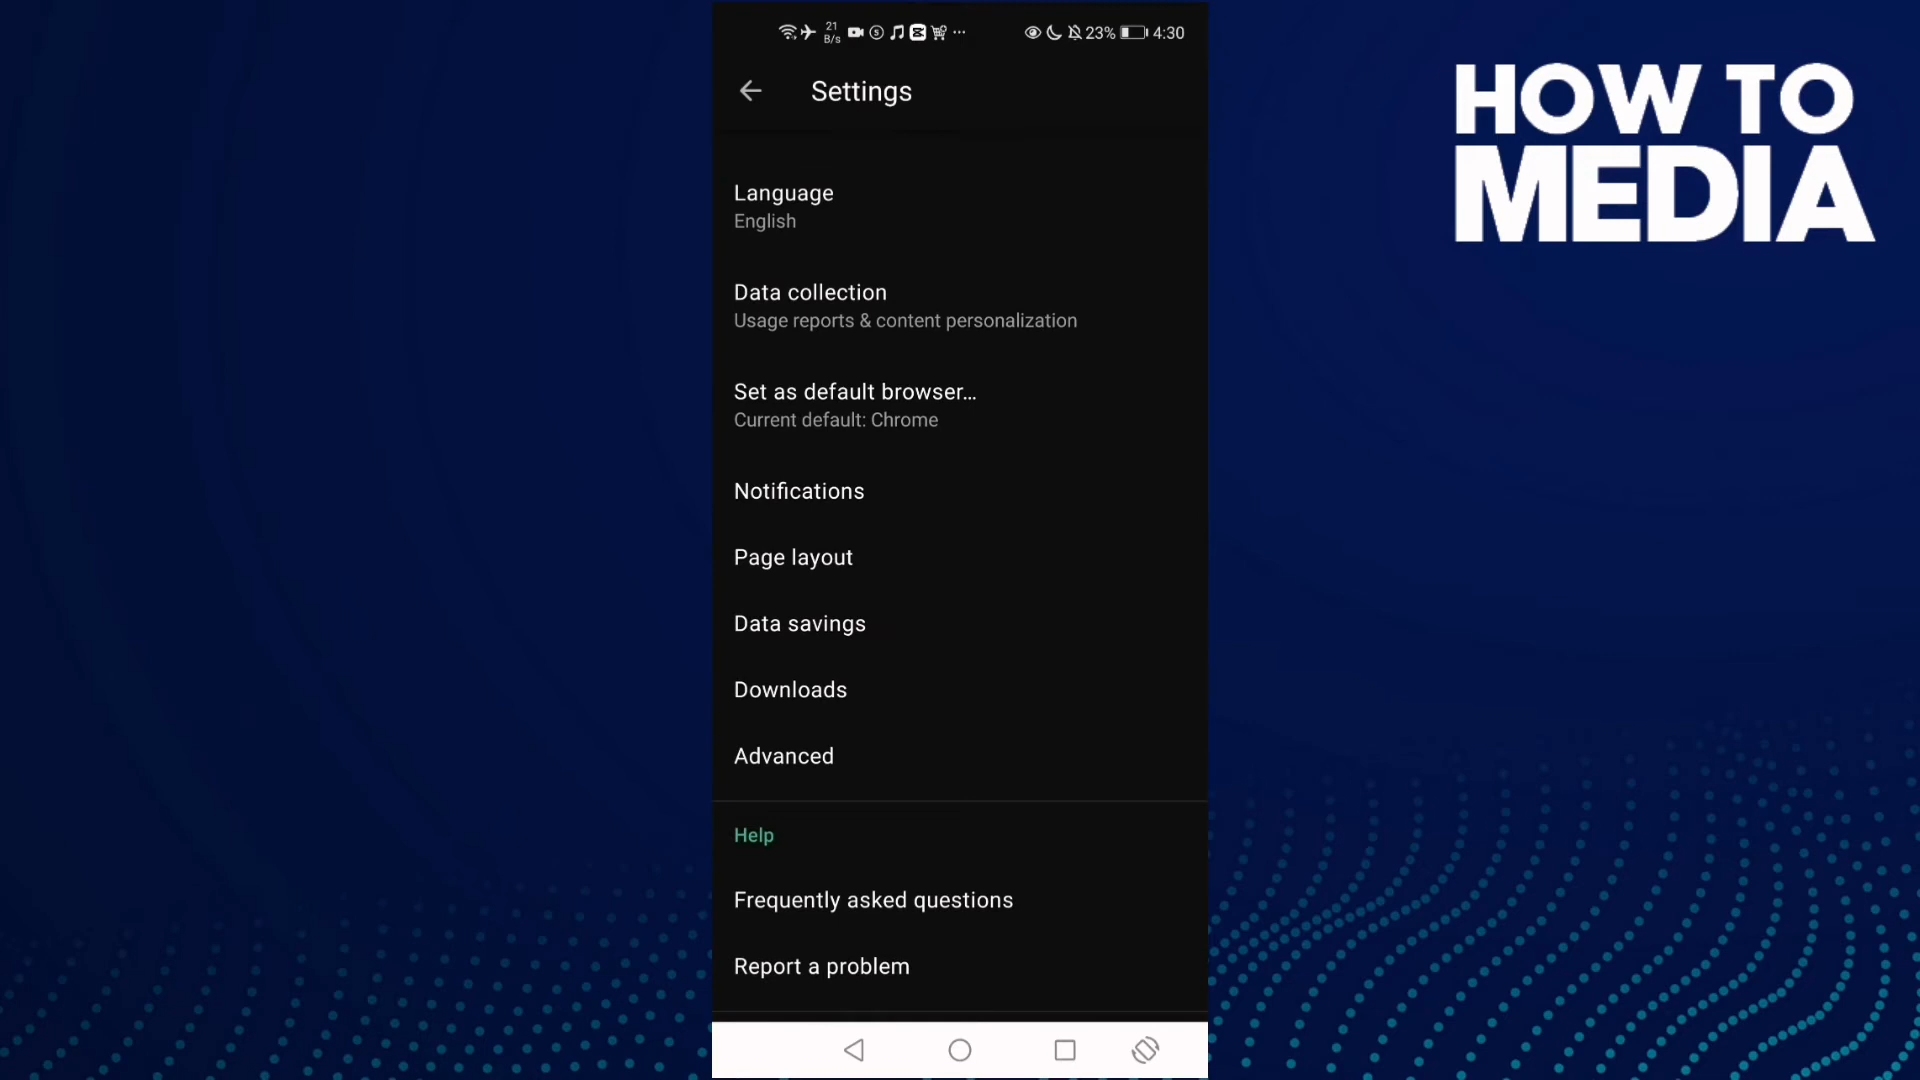 21
B/s
23%
4:30
Settings
HOW TO
MEDIA
Language
English
Data collection
Usage reports & content personalization
Set as default browser...
Current default: Chrome
Notifications
Page layout
Data savings
Downloads
Advanced
Help
Frequently asked questions
Report a problem